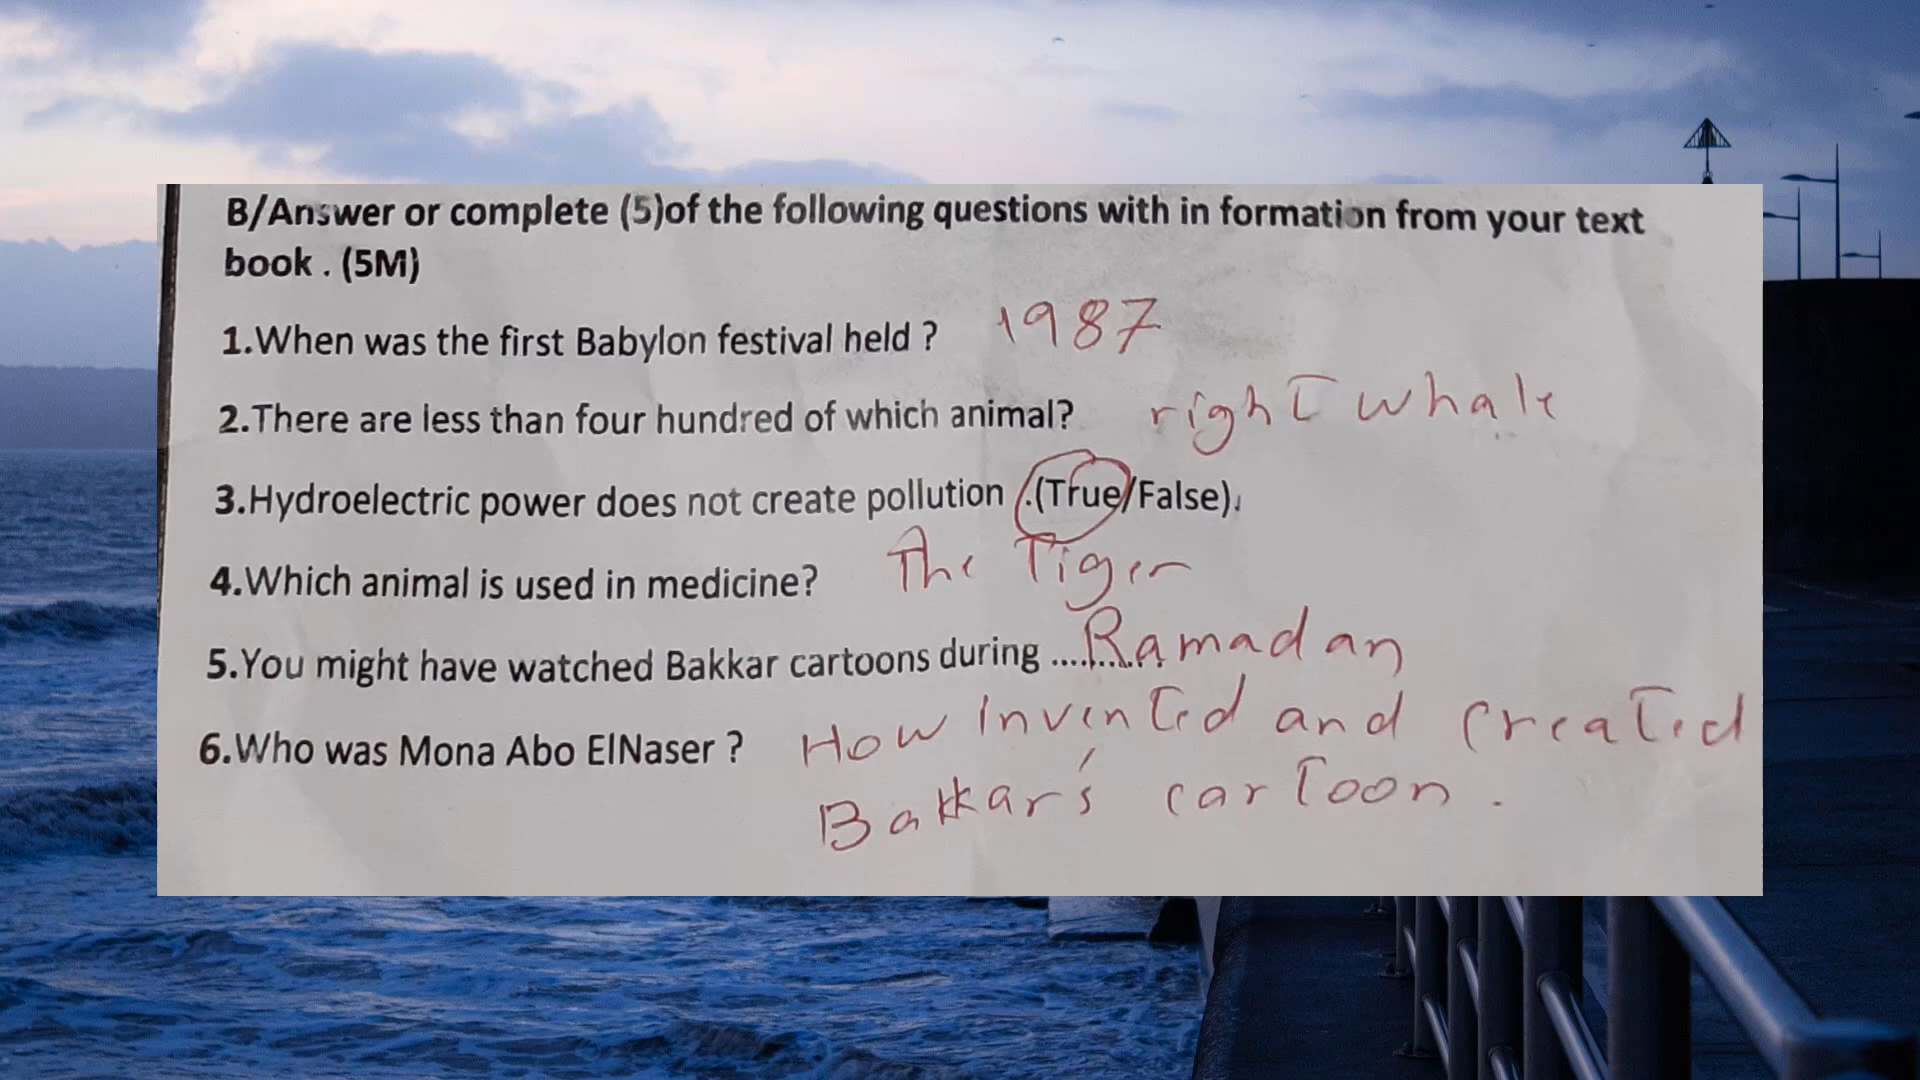 B/Answer or complete (5)of the following questions with in formation from your text
book . (5M)
1.When was the first Babylon festival held ? 1987
2.There are less than four hundred of which animal? right whale
3.Hydroelectric power does not create pollution .(True/False).
4.Which animal is used in medicine? The Tiger
5.You might have watched Bakkar cartoons during .......... Ramadan
6.Who was Mona Abo ElNaser ? How invented and created
Bakkar's cartoon .